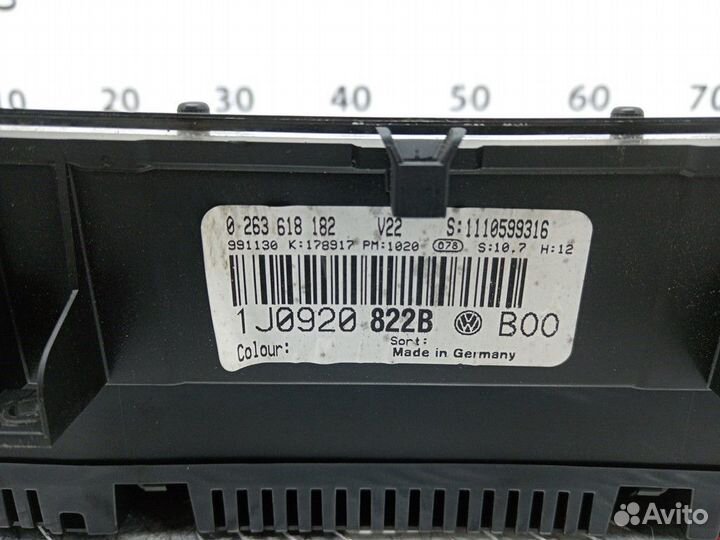 10 20 30 40 50 60 70
0 263 618 182 V22 S:1110599316
991130 K:178917 PM:1020 078 S:10.7 H:12
1J0920 822B VW B00
Colour: Sort:
Made in Germany
Avito